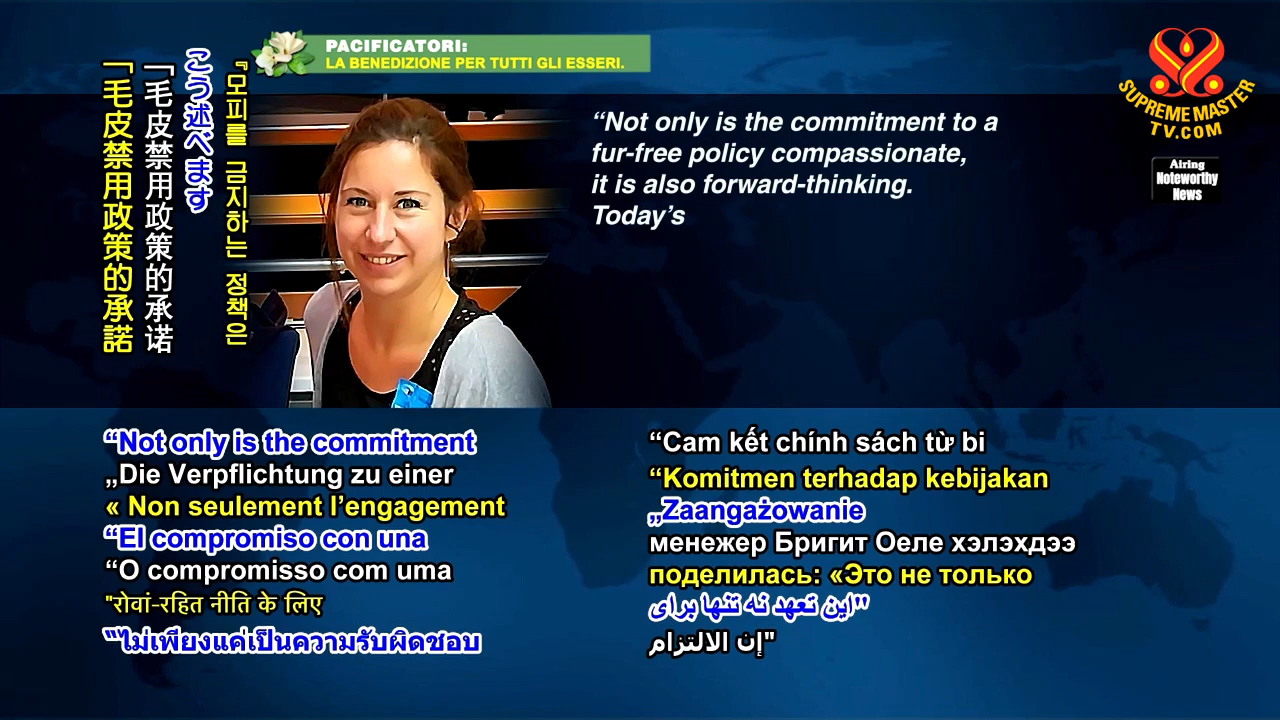 PACIFICATORI:
LA BENEDIZIONE PER TUTTI GLI ESSERI.
SUPREME MASTER
TV.COM
Airing
Noteworthy
News
「毛皮禁用政策的承諾
「毛皮禁用政策的承诺
こう述べます
『모피를 금지하는 정책은
“Not only is the commitment to a
fur-free policy compassionate,
it is also forward-thinking.
Today’s
“Not only is the commitment
„Die Verpflichtung zu einer
« Non seulement l’engagement
“El compromiso con una
“O compromisso com uma
"रोवां-रहित नीति के लिए
“ไม่เพียงแค่เป็นความรับผิดชอบ
“Cam kết chính sách từ bi
“Komitmen terhadap kebijakan
„Zaangażowanie
менежер Бригит Оеле хэлэхдээ
поделилась: «Это не только
"این تعهد نه تنها برای
"إن الالتزام